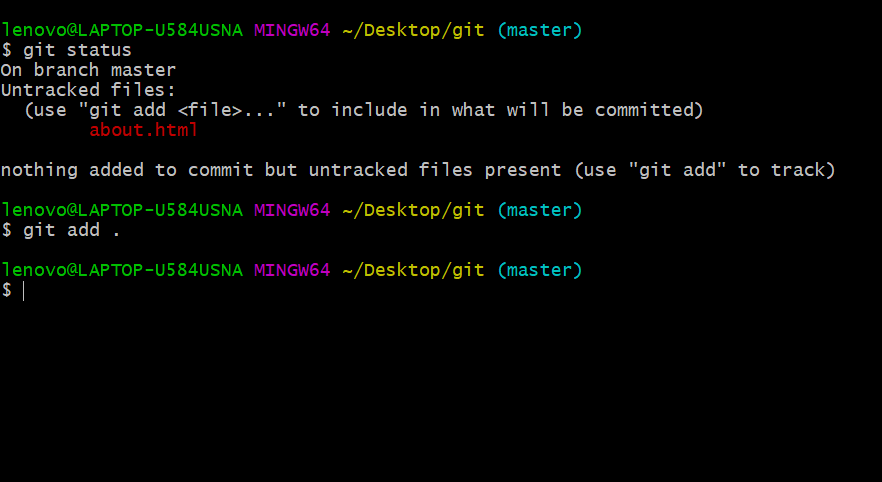 lenovo@LAPTOP-U584USNA MINGW64 ~/Desktop/git (master)
$ git status
On branch master
Untracked files:
  (use "git add <file>..." to include in what will be committed)
        about.html

nothing added to commit but untracked files present (use "git add" to track)

lenovo@LAPTOP-U584USNA MINGW64 ~/Desktop/git (master)
$ git add .

lenovo@LAPTOP-U584USNA MINGW64 ~/Desktop/git (master)
$